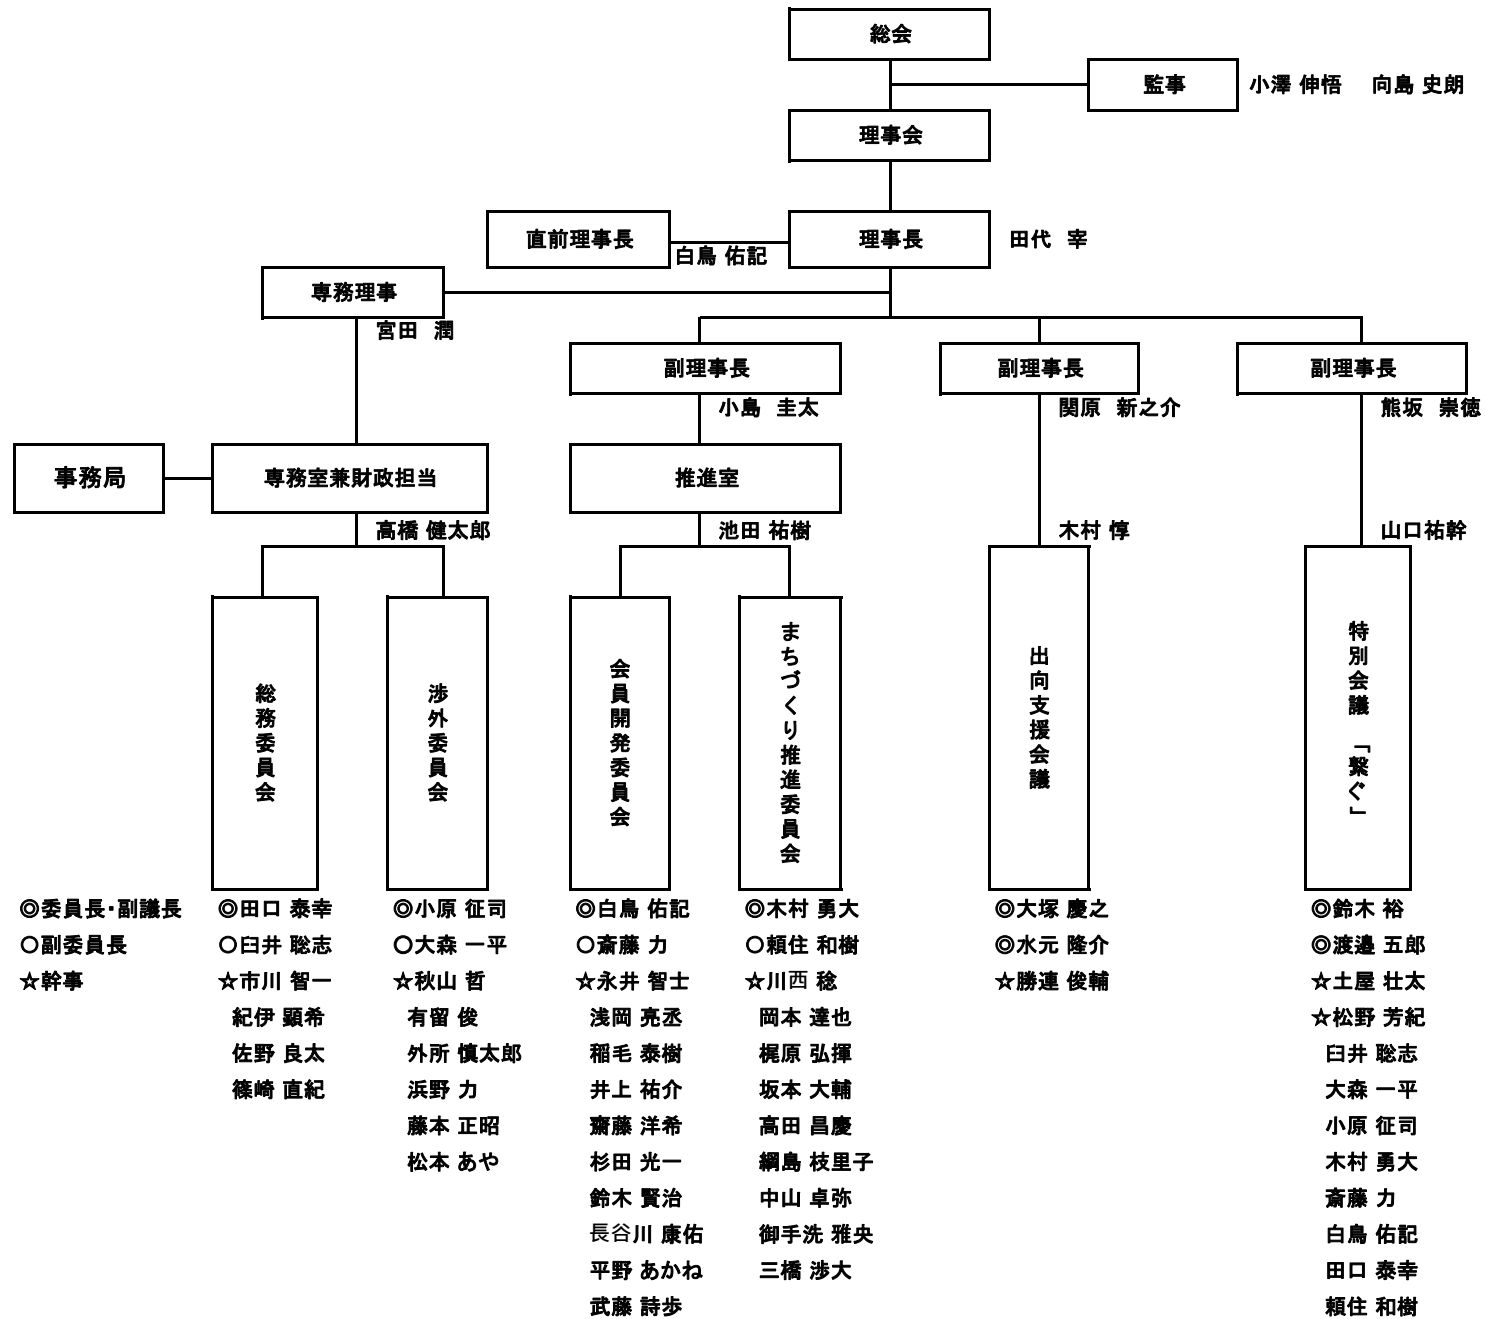 総会
監事
小澤 伸悟　向島 史朗
理事会
直前理事長
白鳥 佑記
理事長
田代　宰
専務理事
宮田　潤
副理事長
小島　圭太
副理事長
関原　新之介
副理事長
熊坂　崇徳
事務局
専務室兼財政担当
高橋 健太郎
推進室
池田 祐樹
木村 惇
山口祐幹
総務委員会
渉外委員会
会員開発委員会
まちづくり推進委員会
出向支援会議
特別会議　「繋ぐ」
◎委員長・副議長
○副委員長
☆幹事
◎田口 泰幸
○臼井 聡志
☆市川 智一
紀伊 顕希
佐野 良太
篠崎 直紀
◎小原 征司
○大森 一平
☆秋山 哲
有留 俊
外所 慎太郎
浜野 力
藤本 正昭
松本 あや
◎白鳥 佑記
○斎藤 力
☆永井 智士
浅岡 亮丞
稲毛 泰樹
井上 祐介
齋藤 洋希
杉田 光一
鈴木 賢治
長谷川 康佑
平野 あかね
武藤 詩歩
◎木村 勇大
○頼住 和樹
☆川西 稔
岡本 達也
梶原 弘揮
坂本 大輔
高田 昌慶
綱島 枝里子
中山 卓弥
御手洗 雅央
三橋 渉大
◎大塚 慶之
◎水元 隆介
☆勝連 俊輔
◎鈴木 裕
◎渡邉 五郎
☆土屋 壮太
☆松野 芳紀
臼井 聡志
大森 一平
小原 征司
木村 勇大
斎藤 力
白鳥 佑記
田口 泰幸
頼住 和樹